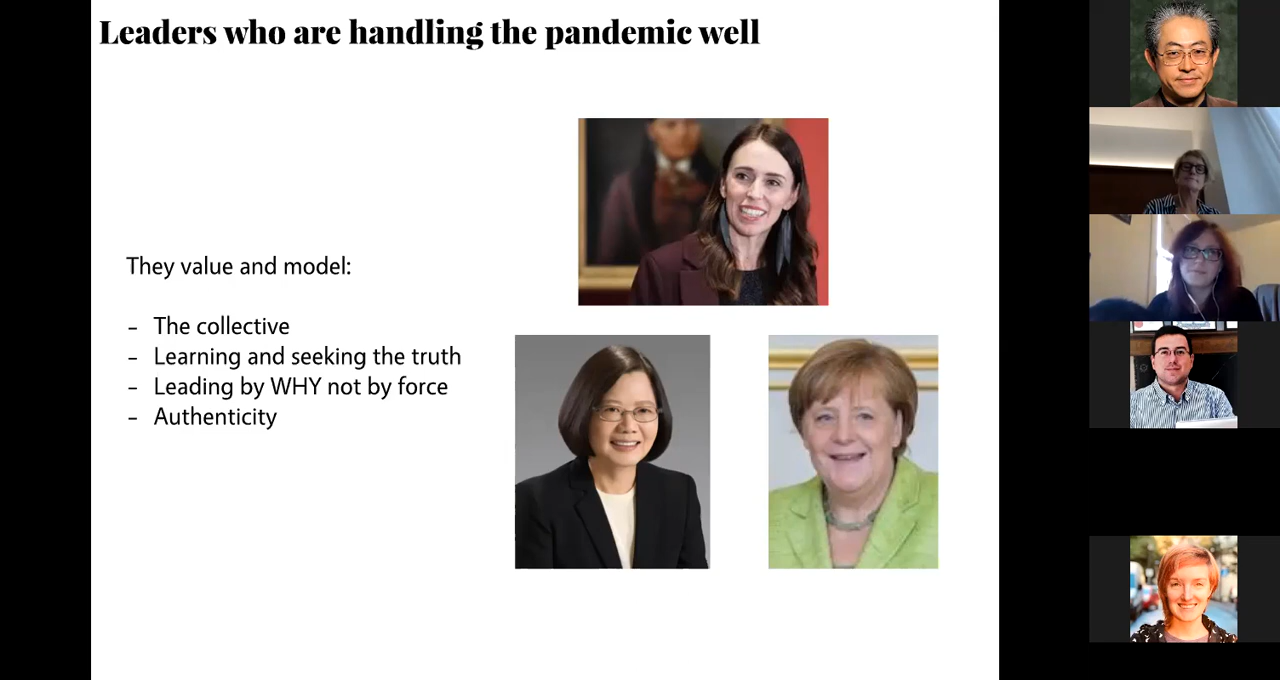 Leaders who are handling the pandemic well
They value and model:
- The collective
- Learning and seeking the truth
- Leading by WHY not by force
- Authenticity